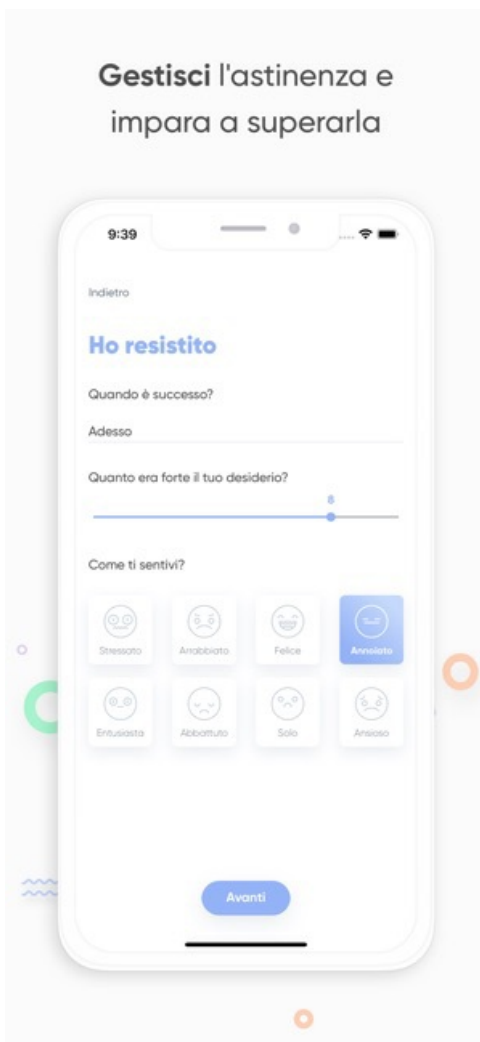 Gestisci l'astinenza e
impara a superarla
9:39
Indietro
Ho resistito
Quando è successo?
Adesso
Quanto era forte il tuo desiderio?
8
Come ti sentivi?
Stressato Arrabbiato Felice Annoiato
Entusiasta Abbattuto Solo Ansioso
Avanti